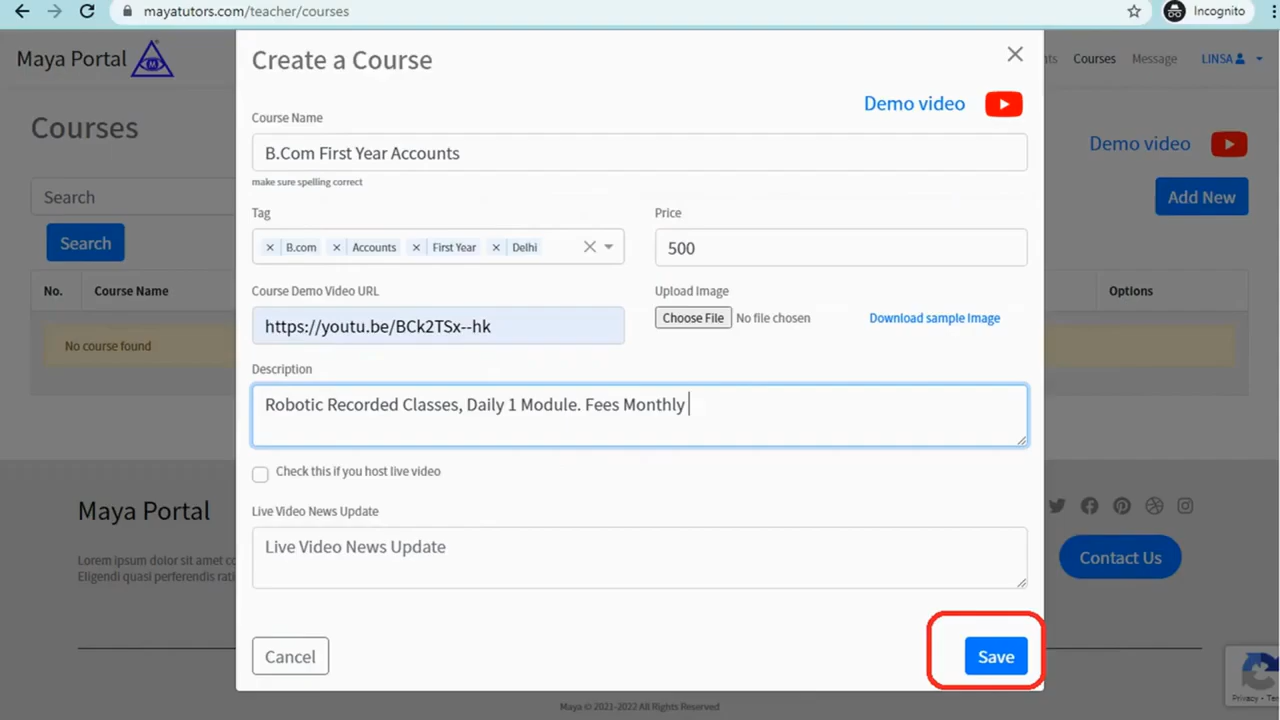 mayatutors.com/teacher/courses
Incognito
Maya Portal
M
Courses Message LINSA
Create a Course
Demo video
Courses
Demo video
Course Name
B.Com First Year Accounts
make sure spelling correct
Search
Add New
Search
Tag
Price
× B.com × Accounts × First Year × Delhi
500
No. Course Name
Options
Course Demo Video URL
Upload Image
https://youtu.be/BCk2TSx--hk
Choose File No file chosen
Download sample Image
No course found
Description
Robotic Recorded Classes, Daily 1 Module. Fees Monthly
Check this if you host live video
Maya Portal
Live Video News Update
Live Video News Update
Lorem ipsum dolor sit amet
Eligendi quasi perferendis
Contact Us
Cancel
Save
Privacy
Maya © 2021-2022 All Rights Reserved